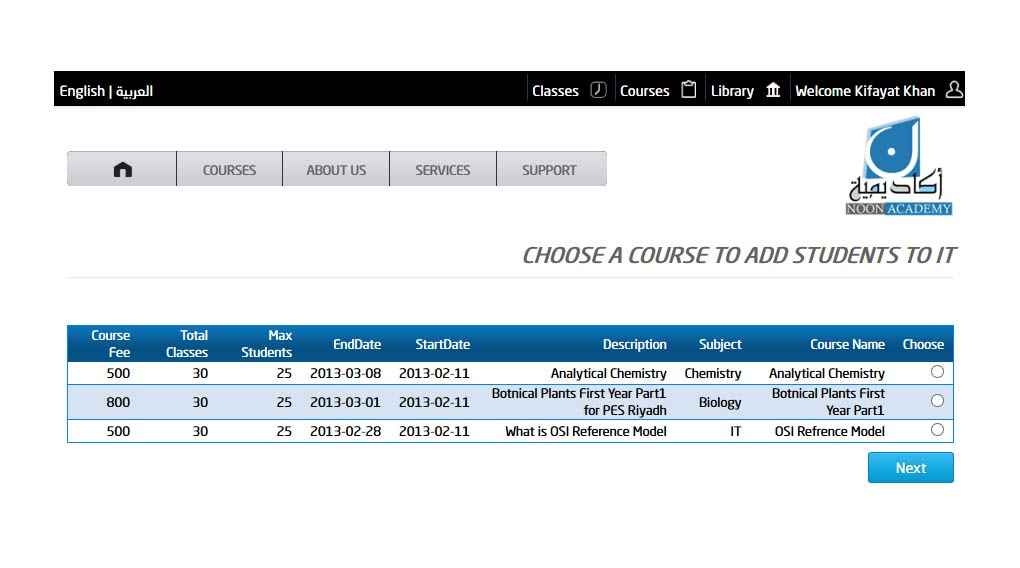 English | العربية
Classes
Courses
Library
Welcome Kifayat Khan
COURSES
ABOUT US
SERVICES
SUPPORT
أكاديمية
NOON ACADEMY
CHOOSE A COURSE TO ADD STUDENTS TO IT
Course Fee Total Classes Max Students EndDate StartDate Description Subject Course Name Choose
500 30 25 2013-03-08 2013-02-11 Analytical Chemistry Chemistry Analytical Chemistry
800 30 25 2013-03-01 2013-02-11 Botnical Plants First Year Part1 for PES Riyadh Biology Botnical Plants First Year Part1
500 30 25 2013-02-28 2013-02-11 What is OSI Reference Model IT OSI Refrence Model
Next